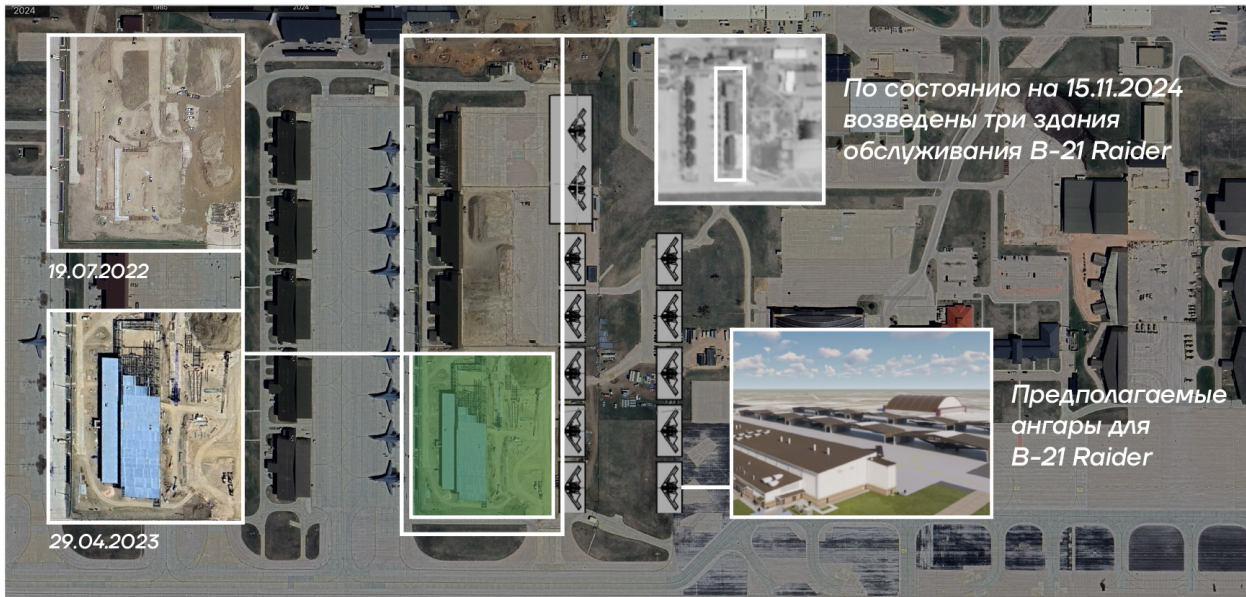 2024
1985
2024
По состоянию на 15.11.2024
возведены три здания
обслуживания B-21 Raider
19.07.2022
Предполагаемые
ангары для
B-21 Raider
29.04.2023